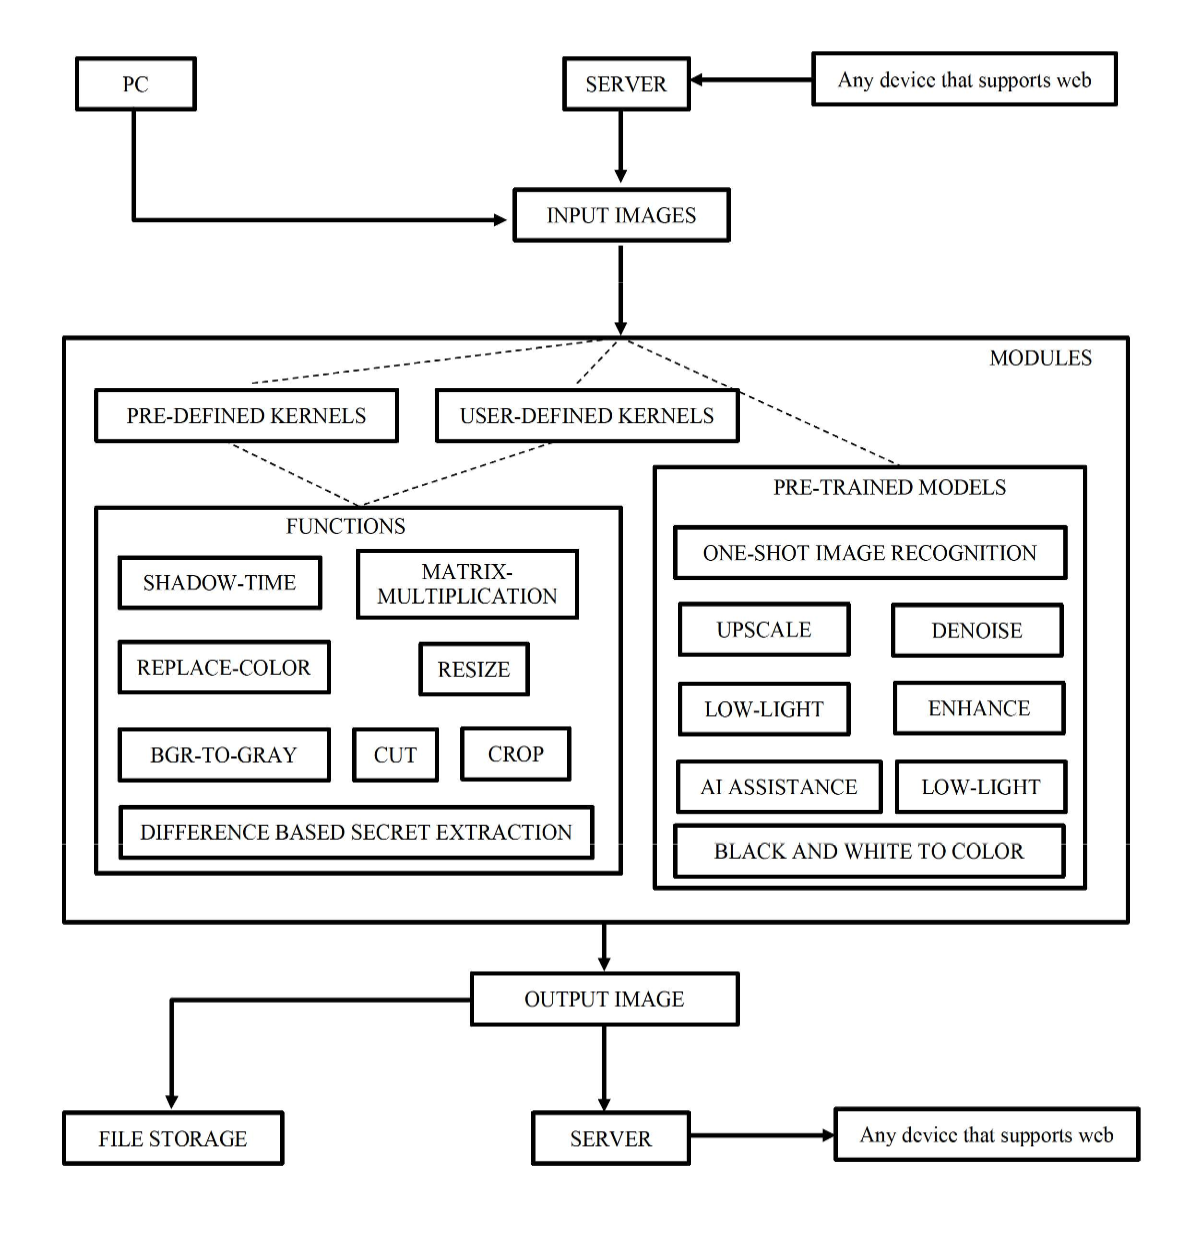 PC
SERVER
Any device that supports web
INPUT IMAGES
MODULES
PRE-DEFINED KERNELS
USER-DEFINED KERNELS
FUNCTIONS
SHADOW-TIME
MATRIX-
MULTIPLICATION
REPLACE-COLOR
RESIZE
BGR-TO-GRAY
CUT
CROP
DIFFERENCE BASED SECRET EXTRACTION
PRE-TRAINED MODELS
ONE-SHOT IMAGE RECOGNITION
UPSCALE
DENOISE
LOW-LIGHT
ENHANCE
AI ASSISTANCE
LOW-LIGHT
BLACK AND WHITE TO COLOR
OUTPUT IMAGE
FILE STORAGE
SERVER
Any device that supports web